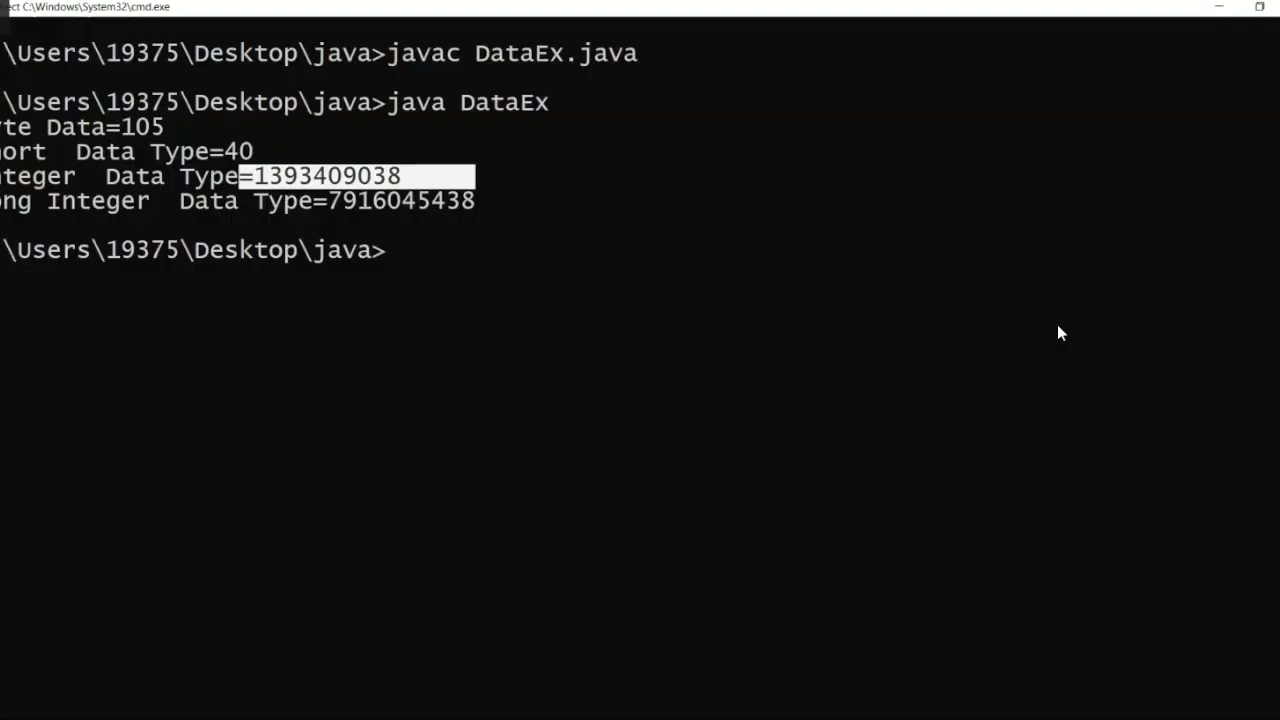 ect C:\Windows\System32\cmd.exe
\Users\19375\Desktop\java>javac DataEx.java
\Users\19375\Desktop\java>java DataEx
yte Data=105
hort  Data Type=40
nteger  Data Type=1393409038
ong Integer  Data Type=7916045438
\Users\19375\Desktop\java>